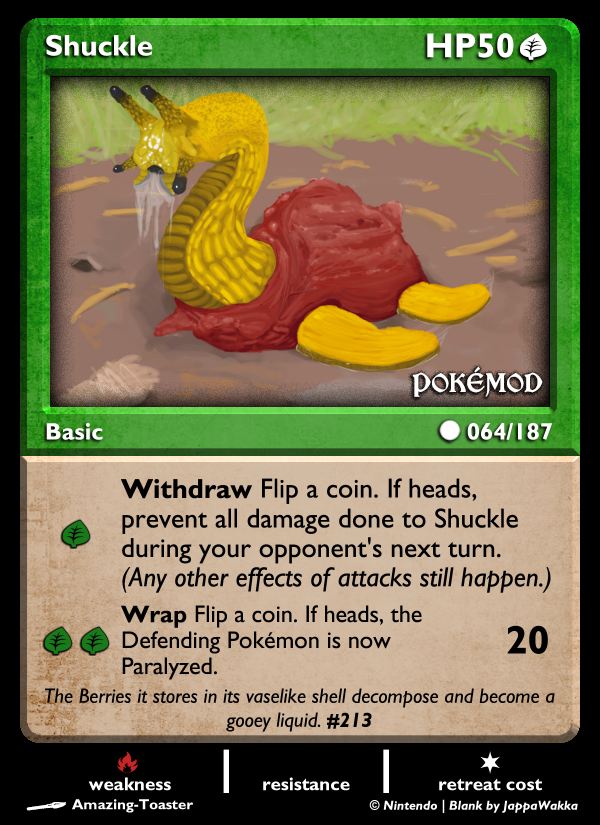 Shuckle HP50
POKÉMOD
Basic 064/187
Withdraw Flip a coin. If heads,
prevent all damage done to Shuckle
during your opponent's next turn.
(Any other effects of attacks still happen.)
Wrap Flip a coin. If heads, the
Defending Pokémon is now
Paralyzed.
20
The Berries it stores in its vaselike shell decompose and become a
gooey liquid. #213
weakness resistance retreat cost
Amazing-Toaster © Nintendo | Blank by JappaWakka